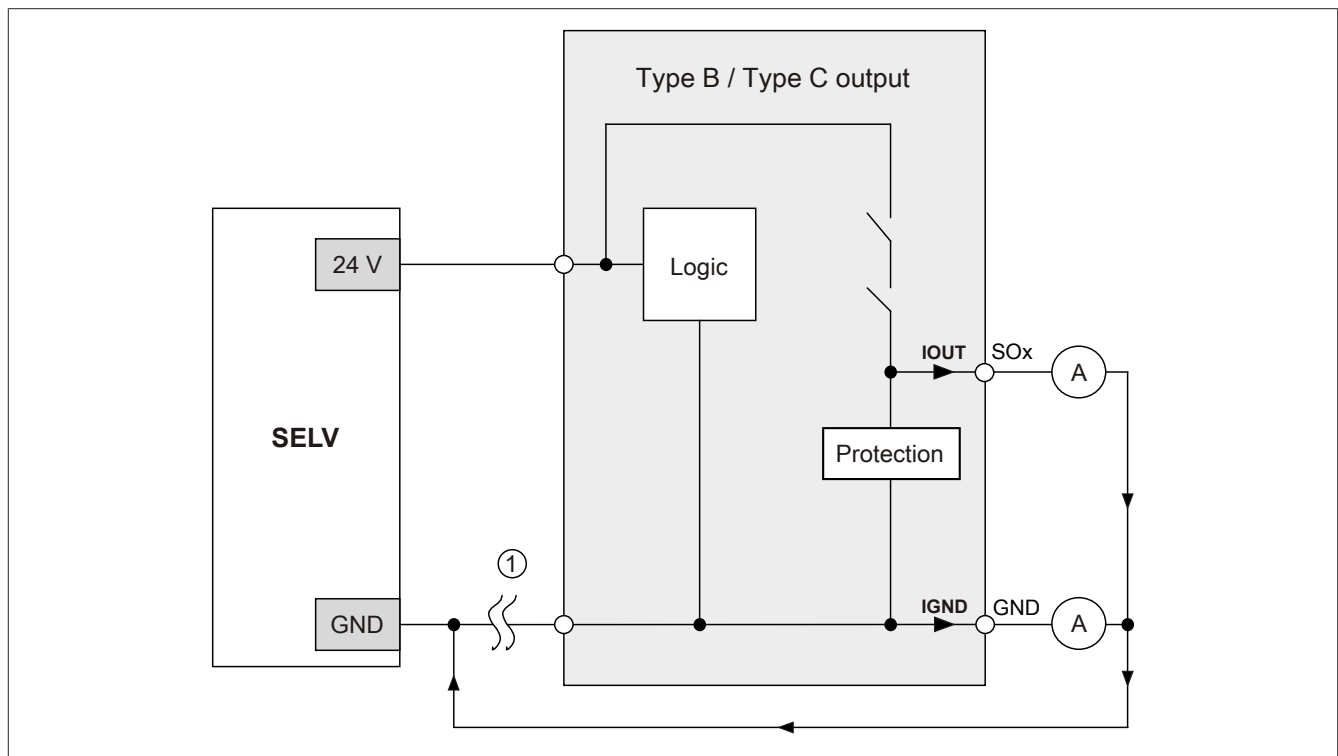 Type B / Type C output
24 V
Logic
IOUT
SOx
A
SELV
Protection
1
GND
IGND
GND
A